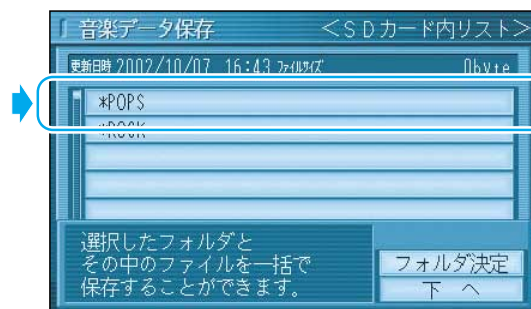 音楽データ保存 ＜ＳＤカード内リスト＞
更新日時 2002/10/07 16:43 ﾌｧｲﾙｻｲｽﾞ 0byte
*POPS
*ROCK
選択したフォルダと
その中のファイルを一括で
保存することができます。
フォルダ決定
下 へ